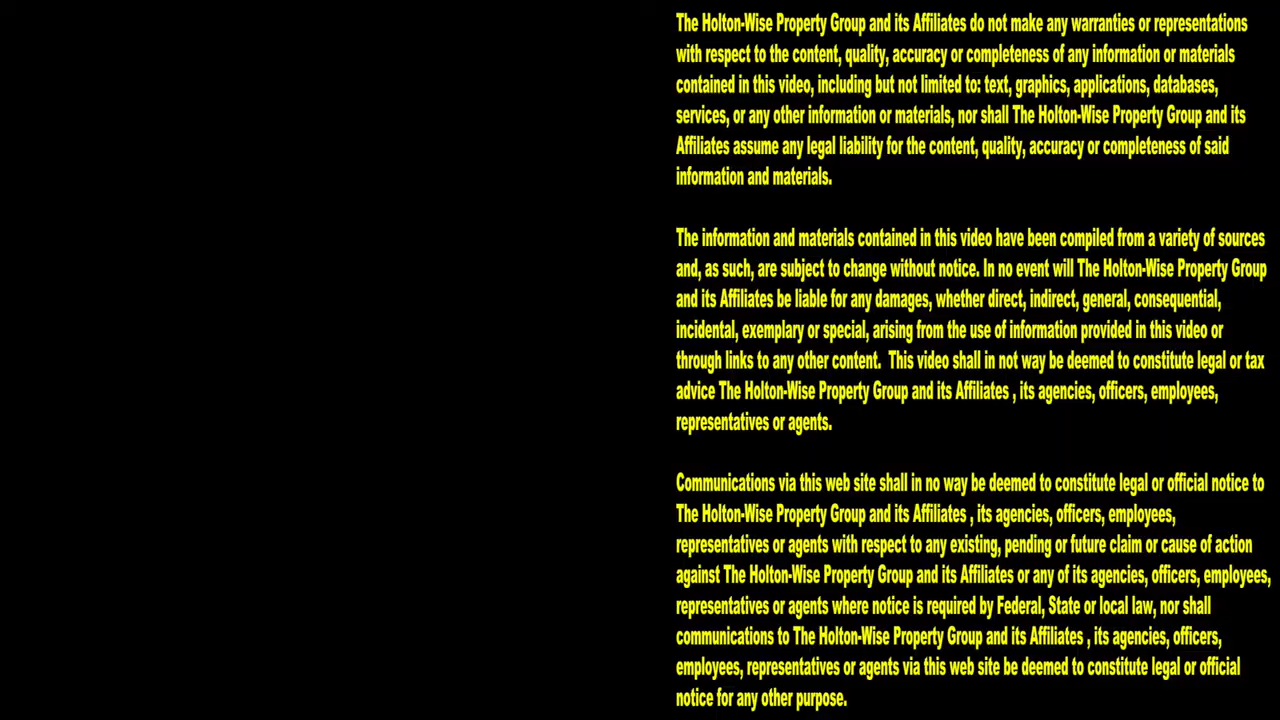 The Holton-Wise Property Group and its Affiliates do not make any warranties or representations
with respect to the content, quality, accuracy or completeness of any information or materials
contained in this video, including but not limited to: text, graphics, applications, databases,
services, or any other information or materials, nor shall The Holton-Wise Property Group and its
Affiliates assume any legal liability for the content, quality, accuracy or completeness of said
information and materials.
The information and materials contained in this video have been compiled from a variety of sources
and, as such, are subject to change without notice. In no event will The Holton-Wise Property Group
and its Affiliates be liable for any damages, whether direct, indirect, general, consequential,
incidental, exemplary or special, arising from the use of information provided in this video or
through links to any other content.  This video shall in not way be deemed to constitute legal or tax
advice The Holton-Wise Property Group and its Affiliates , its agencies, officers, employees,
representatives or agents.
Communications via this web site shall in no way be deemed to constitute legal or official notice to
The Holton-Wise Property Group and its Affiliates , its agencies, officers, employees,
representatives or agents with respect to any existing, pending or future claim or cause of action
against The Holton-Wise Property Group and its Affiliates or any of its agencies, officers, employees,
representatives or agents where notice is required by Federal, State or local law, nor shall
communications to The Holton-Wise Property Group and its Affiliates , its agencies, officers,
employees, representatives or agents via this web site be deemed to constitute legal or official
notice for any other purpose.